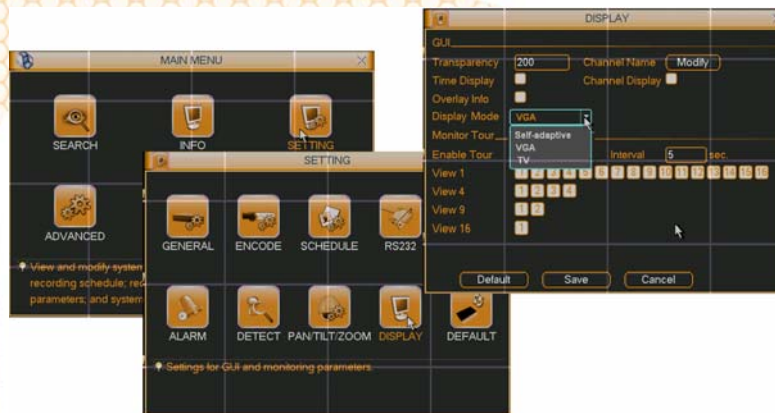 MAIN MENU
SEARCH
INFO
SETTING
ADVANCED
View and modify system
recording schedule; rec
parameters; and system
SETTING
GENERAL
ENCODE
SCHEDULE
RS232
ALARM
DETECT
PAN/TILT/ZOOM
DISPLAY
DEFAULT
Settings for GUI and monitoring parameters.
DISPLAY
GUI
Transparency 200 Channel Name Modify
Time Display Channel Display
Overlay Info
Display Mode VGA
Self-adaptive
VGA
TV
Monitor Tour
Enable Tour Interval 5 sec.
View 1 1 2 3 4 5 6 7 8 9 10 11 12 13 14 15 16
View 4 1 2 3 4
View 9 1 2
View 16 1
Default Save Cancel